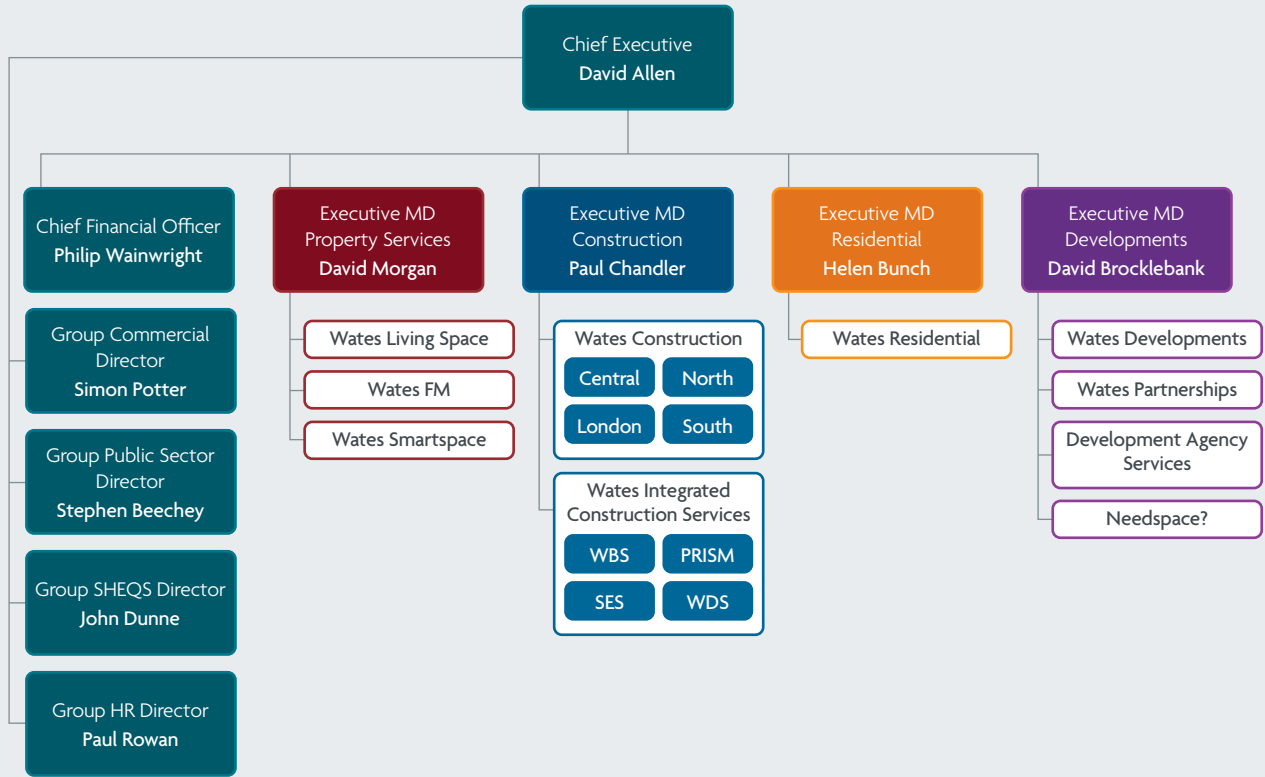 Chief Executive
David Allen
Chief Financial Officer
Philip Wainwright
Group Commercial
Director
Simon Potter
Group Public Sector
Director
Stephen Beechey
Group SHEQS Director
John Dunne
Group HR Director
Paul Rowan
Executive MD
Property Services
David Morgan
Wates Living Space
Wates FM
Wates Smartspace
Executive MD
Construction
Paul Chandler
Wates Construction
Central
North
London
South
Wates Integrated
Construction Services
WBS
PRISM
SES
WDS
Executive MD
Residential
Helen Bunch
Wates Residential
Executive MD
Developments
David Brocklebank
Wates Developments
Wates Partnerships
Development Agency
Services
Needspace?